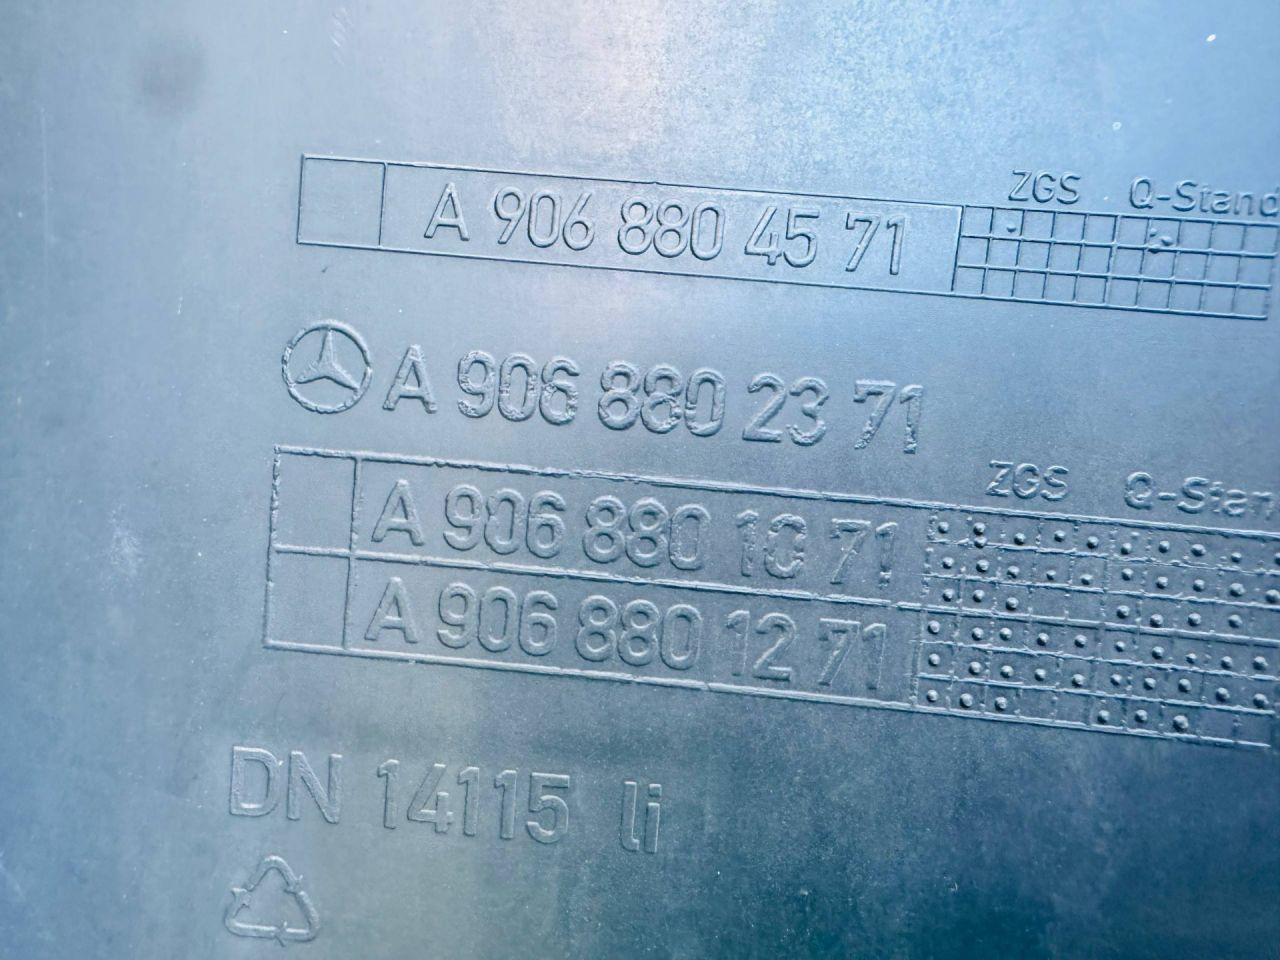 ZGS Q-Stand
A 906 880 45 71
A 906 880 23 71
ZGS Q-Stan
A 906 880 10 71
A 906 880 12 71
DN 14115 li